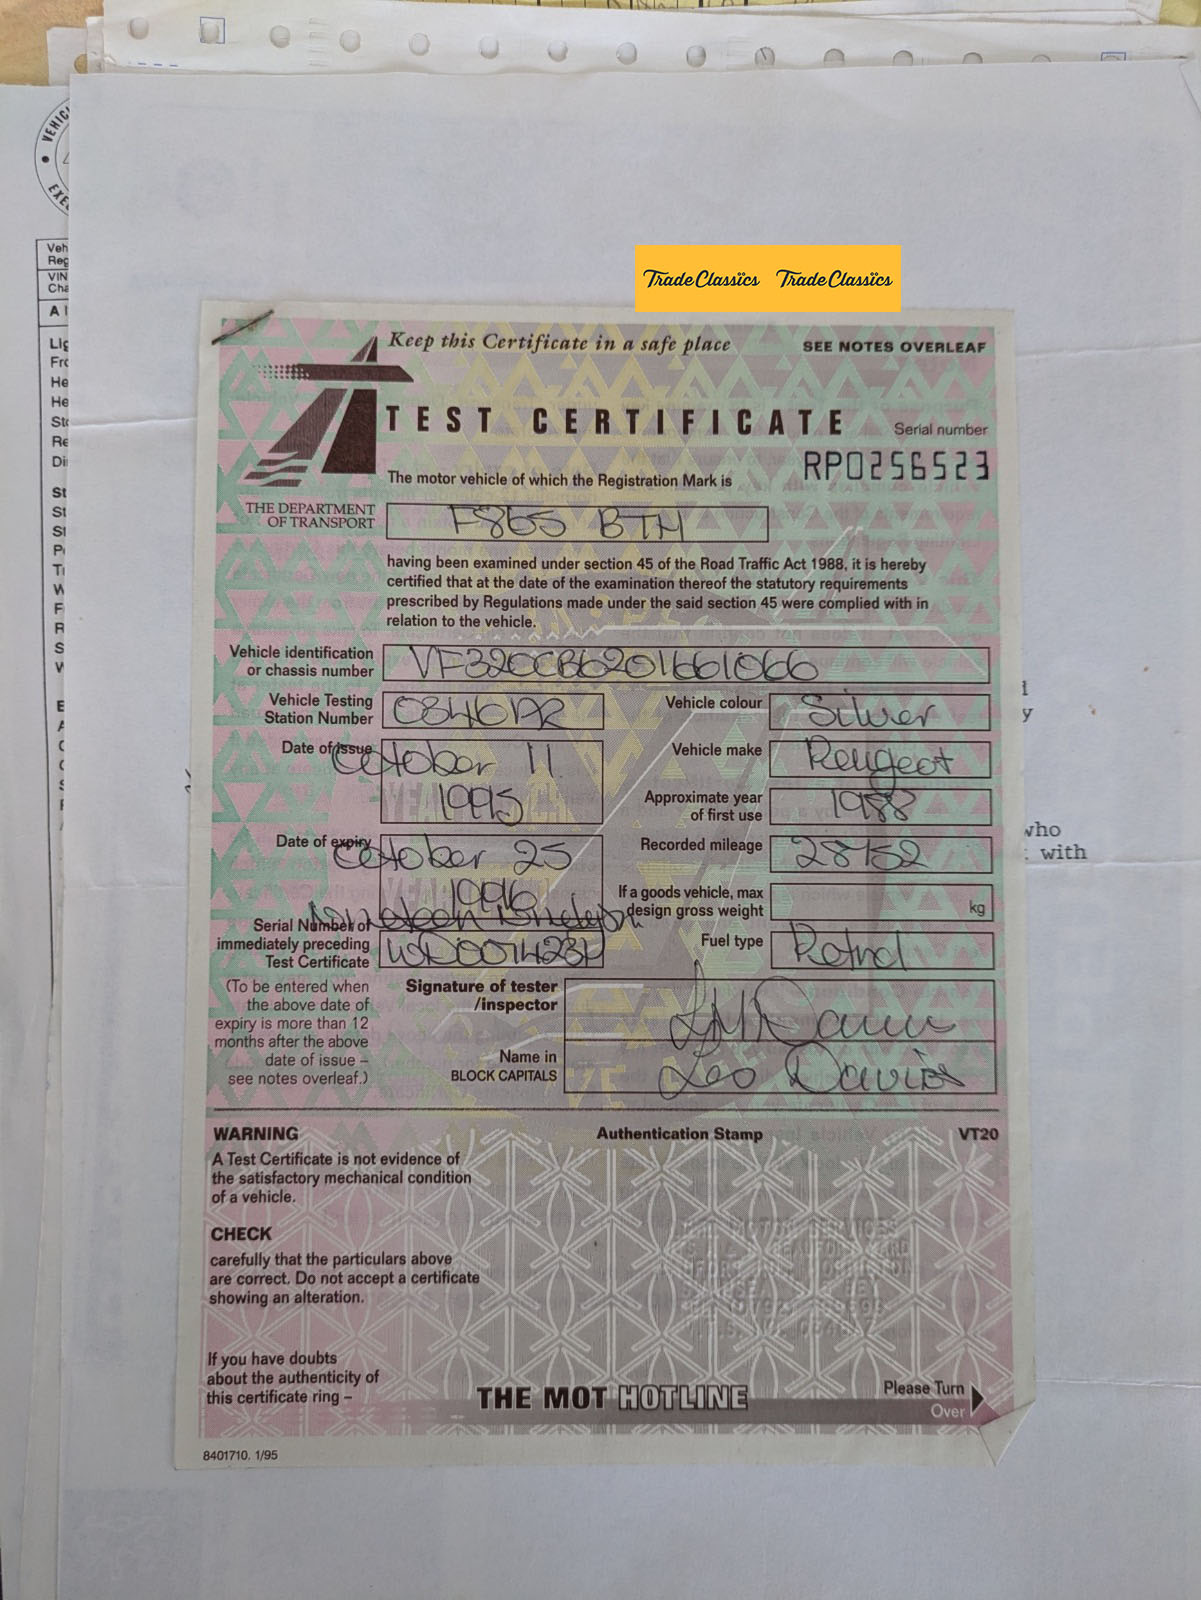 TradeClassics TradeClassics
Keep this Certificate in a safe place
SEE NOTES OVERLEAF
TEST CERTIFICATE
Serial number
RP0256523
The motor vehicle of which the Registration Mark is
THE DEPARTMENT
OF TRANSPORT
F865 BTH
having been examined under section 45 of the Road Traffic Act 1988, it is hereby
certified that at the date of the examination thereof the statutory requirements
prescribed by Regulations made under the said section 45 were complied with in
relation to the vehicle.
Vehicle identification
or chassis number
VF320CB6201661066
Vehicle Testing
Station Number
Vehicle colour
Silver
Date of issue
October 11
1995
Vehicle make
Peugeot
Approximate year
of first use
1988
Date of expiry
October 25
1996
Recorded mileage
28152
If a goods vehicle, max
design gross weight
kg
Serial Number of
immediately preceding
Test Certificate
Fuel type
Petrol
(To be entered when
the above date of
expiry is more than 12
months after the above
date of issue –
see notes overleaf.)
Signature of tester
/inspector
Name in
BLOCK CAPITALS
Leo Davies
WARNING
Authentication Stamp
VT20
A Test Certificate is not evidence of
the satisfactory mechanical condition
of a vehicle.
CHECK
carefully that the particulars above
are correct. Do not accept a certificate
showing an alteration.
If you have doubts
about the authenticity of
this certificate ring –
THE MOT HOTLINE
Please Turn
Over
8401710. 1/95
who
with